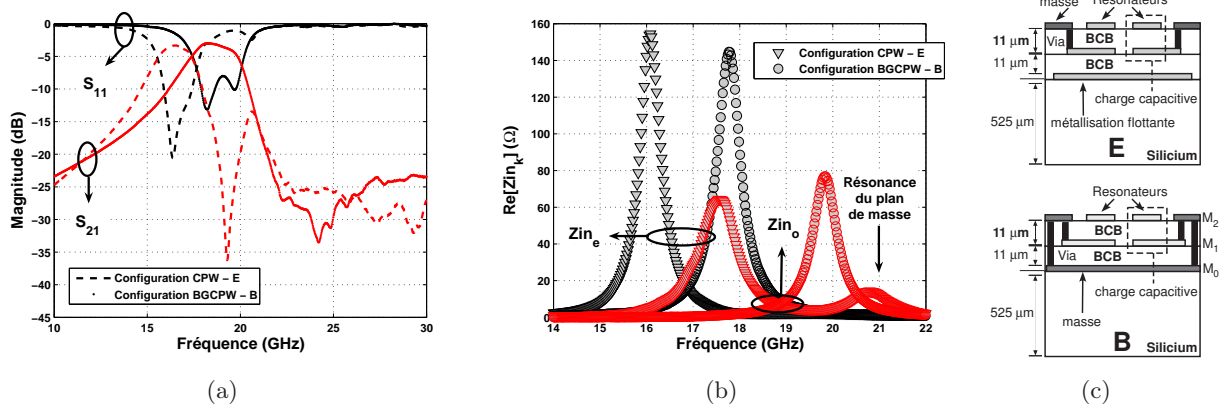 0
−5
−10
−15
−20
−25
−30
−35
−40
−45
10
15
20
25
30
Magnitude (dB)
Fréquence (GHz)
S11
S21
Configuration CPW − E
Configuration BGCPW − B
(a)
160
140
120
100
80
60
40
20
0
14
15
16
17
18
19
20
21
22
Re[Zink] (Ω)
Fréquence (GHz)
Configuration CPW − E
Configuration BGCPW − B
Zine
Zino
Résonance
du plan
de masse
(b)
masse
Résonateurs
11 µm
Via
BCB
11 µm
BCB
charge capacitive
525 µm
métallisation flottante
E
Silicium
Resonateurs
M2
11 µm
BCB
M1
11 µm
Via
BCB
M0
charge capacitive
525 µm
masse
B
Silicium
(c)